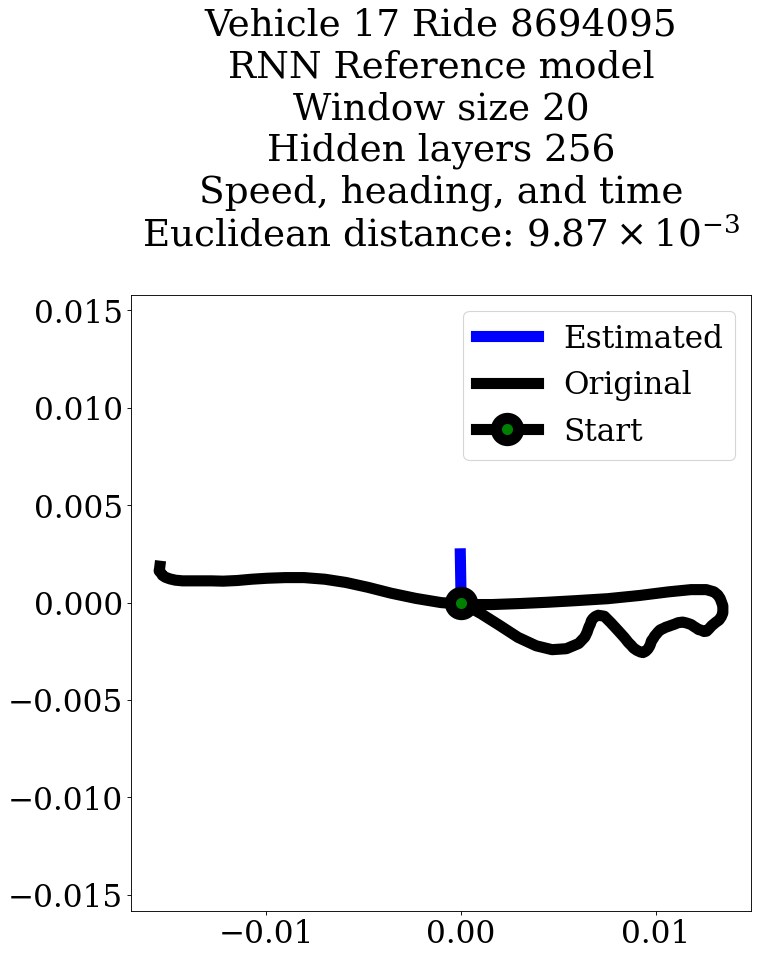 Vehicle 17 Ride 8694095
RNN Reference model
Window size 20
Hidden layers 256
Speed, heading, and time
Euclidean distance: 9.87 × 10⁻³
Estimated
Original
Start
0.015
0.010
0.005
0.000
−0.005
−0.010
−0.015
−0.01 0.00 0.01